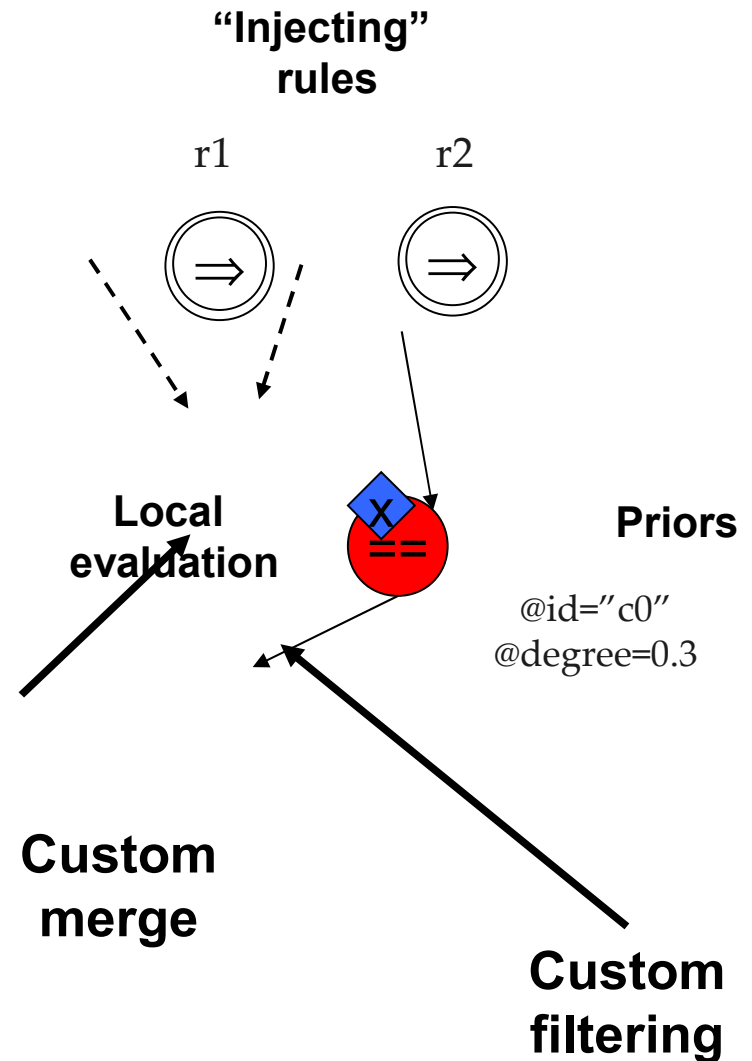 “Injecting”
rules
r1
r2
⇒
⇒
Local
evaluation
x
==
Priors
@id=”c0”
@degree=0.3
Custom
merge
Custom
filtering